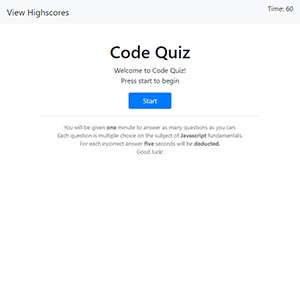 View Highscores
Time: 60
Code Quiz
Welcome to Code Quiz!
Press start to begin
Start
You will be given one minute to answer as many questions as you can.
Each question is multiple choice on the subject of Javascript fundamentals.
For each incorrect answer five seconds will be deducted.
Good luck!